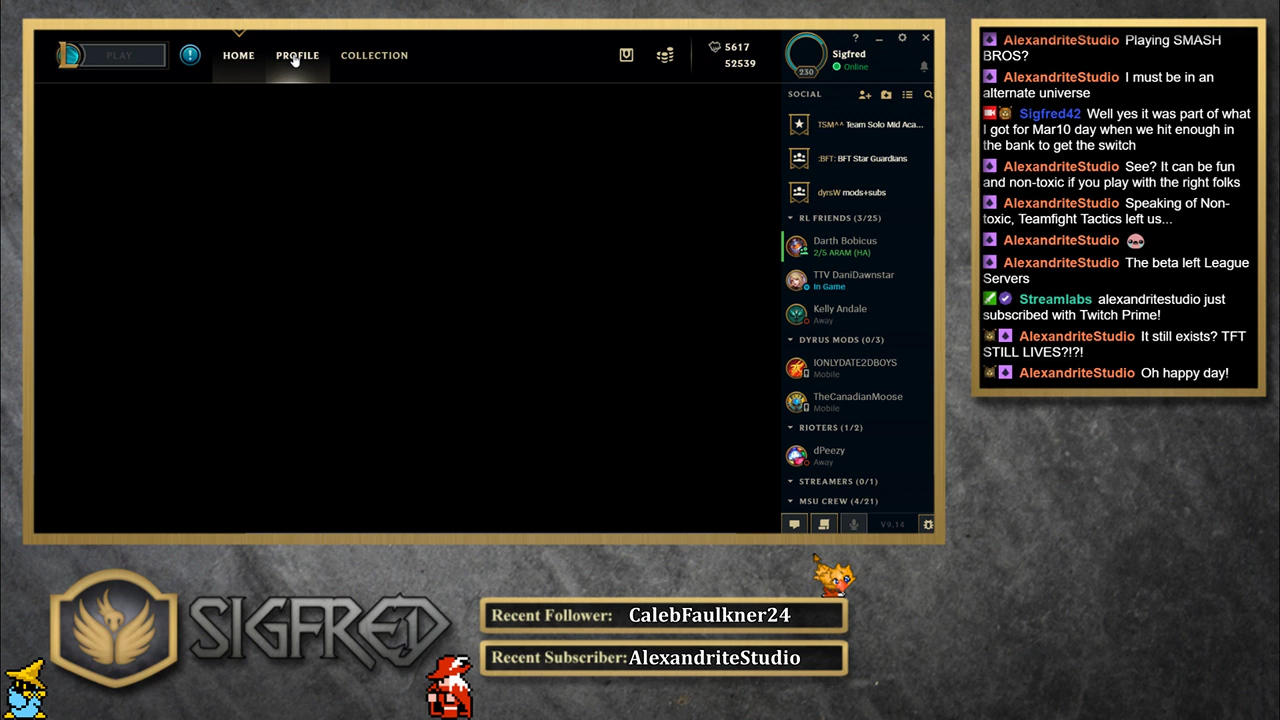 PLAY
HOME
PROFILE
COLLECTION
5617
52539
?
230
Sigfred
Online
SOCIAL
TSM^^ Team Solo Mid Aca...
:BFT: BFT Star Guardians
dyrsW mods+subs
RL FRIENDS (3/25)
Darth Bobicus
2/5 ARAM (HA)
TTV DaniDawnstar
In Game
Kelly Andale
Away
DYRUS MODS (0/3)
IONLYDATE2DBOYS
Mobile
TheCanadianMoose
Mobile
RIOTERS (1/2)
dPeezy
Away
STREAMERS (0/1)
MSU CREW (4/21)
V9.14
AlexandriteStudio Playing SMASH
BROS?
AlexandriteStudio I must be in an
alternate universe
Sigfred42 Well yes it was part of what
I got for Mar10 day when we hit enough in
the bank to get the switch
AlexandriteStudio See? It can be fun
and non-toxic if you play with the right folks
AlexandriteStudio Speaking of Non-
toxic, Teamfight Tactics left us...
AlexandriteStudio
AlexandriteStudio The beta left League
Servers
Streamlabs alexandritestudio just
subscribed with Twitch Prime!
AlexandriteStudio It still exists? TFT
STILL LIVES?!?!
AlexandriteStudio Oh happy day!
SIGFRED
Recent Follower: CalebFaulkner24
Recent Subscriber: AlexandriteStudio